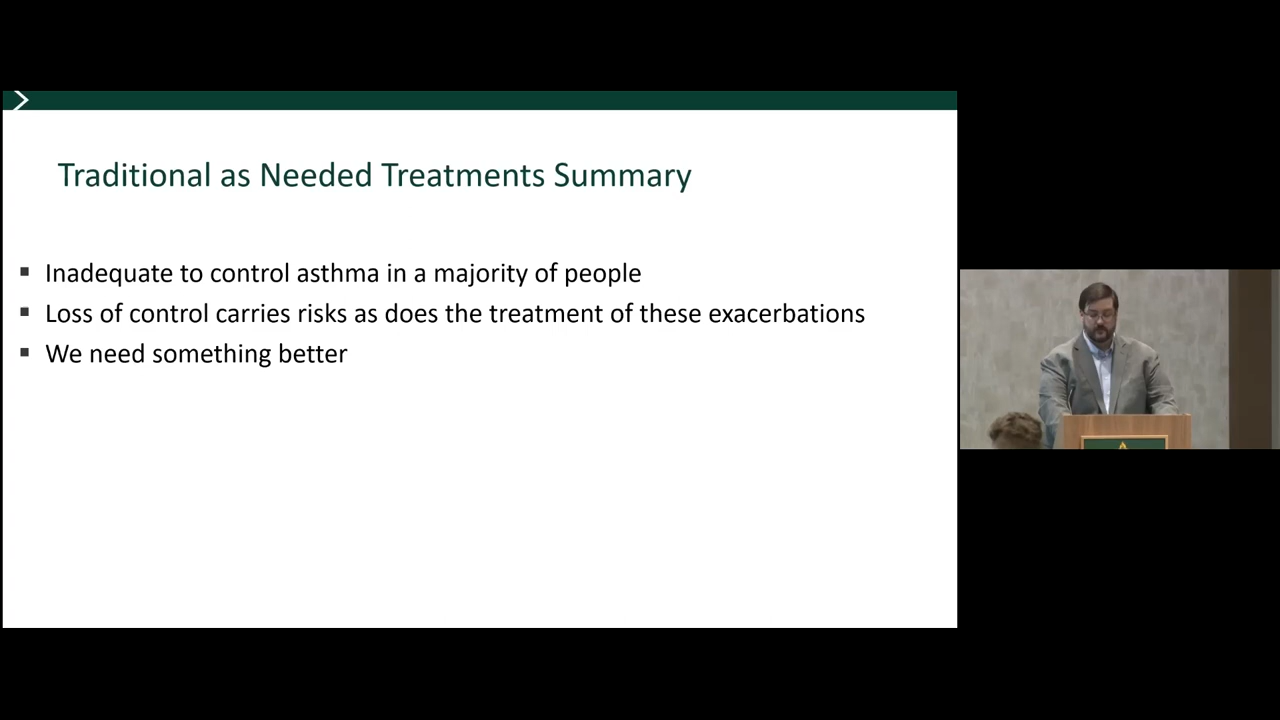 Traditional as Needed Treatments Summary
Inadequate to control asthma in a majority of people
Loss of control carries risks as does the treatment of these exacerbations
We need something better